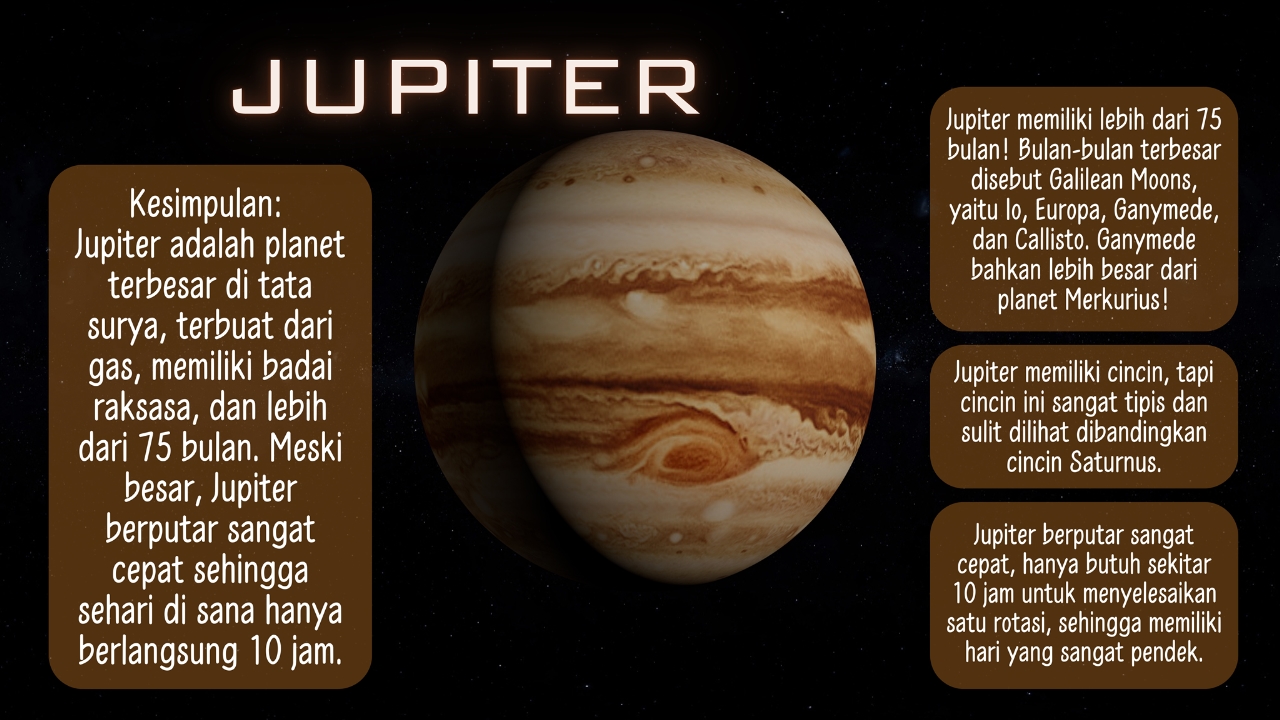 JUPITER
Kesimpulan:
Jupiter adalah planet
terbesar di tata
surya, terbuat dari
gas, memiliki badai
raksasa, dan lebih
dari 75 bulan. Meski
besar, Jupiter
berputar sangat
cepat sehingga
sehari di sana hanya
berlangsung 10 jam.
Jupiter memiliki lebih dari 75
bulan! Bulan-bulan terbesar
disebut Galilean Moons,
yaitu Io, Europa, Ganymede,
dan Callisto. Ganymede
bahkan lebih besar dari
planet Merkurius!
Jupiter memiliki cincin, tapi
cincin ini sangat tipis dan
sulit dilihat dibandingkan
cincin Saturnus.
Jupiter berputar sangat
cepat, hanya butuh sekitar
10 jam untuk menyelesaikan
satu rotasi, sehingga memiliki
hari yang sangat pendek.